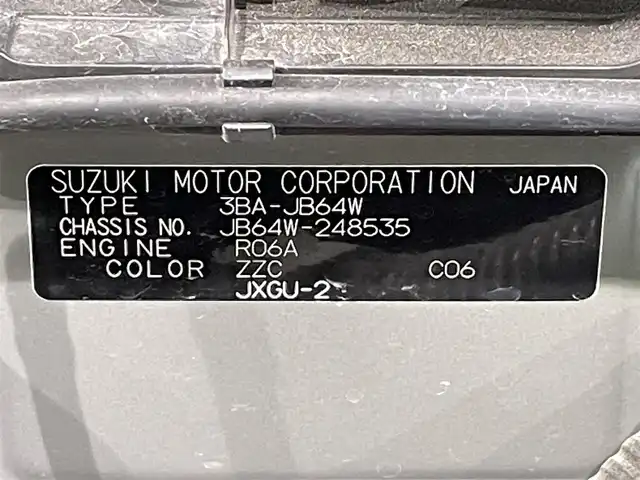 SUZUKI MOTOR CORPORATION JAPAN
TYPE 3BA-JB64W
CHASSIS NO. JB64W-248535
ENGINE R06A
COLOR ZZC C06
JXGU-2